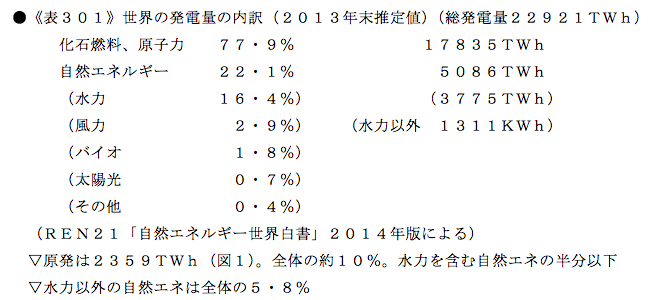 ●《表301》世界の発電量の内訳(2013年末推定値)(総発電量22921TWh)
化石燃料、原子力 77・9% 17835TWh
自然エネルギー 22・1% 5086TWh
(水力 16・4%) (3775TWh)
(風力 2・9%) (水力以外 1311KWh)
(バイオ 1・8%)
(太陽光 0・7%)
(その他 0・4%)
(REN21「自然エネルギー世界白書」2014年版による)
▽原発は2359TWh(図1)。全体の約10%。水力を含む自然エネの半分以下
▽水力以外の自然エネは全体の5・8%